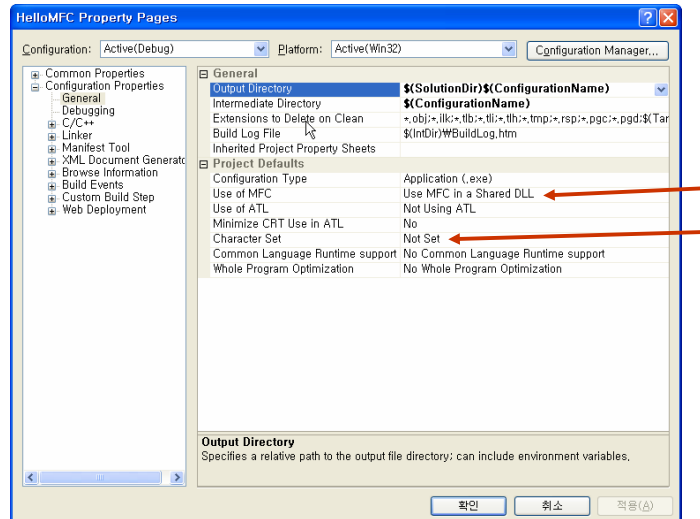 HelloMFC Property Pages
Configuration: Active(Debug) Platform: Active(Win32) Configuration Manager...
Common Properties
Configuration Properties
General
Debugging
C/C++
Linker
Manifest Tool
XML Document Generato
Browse Information
Build Events
Custom Build Step
Web Deployment
General
Output Directory $(SolutionDir)$(ConfigurationName)
Intermediate Directory $(ConfigurationName)
Extensions to Delete on Clean *,obj;*,ilk;*,tlb;*,tli;*,tlh;*,tmp;*,rsp;*,pgc;*,pgd;$(Tar
Build Log File $(IntDir)₩BuildLog,htm
Inherited Project Property Sheets
Project Defaults
Configuration Type Application (,exe)
Use of MFC Use MFC in a Shared DLL
Use of ATL Not Using ATL
Minimize CRT Use in ATL No
Character Set Not Set
Common Language Runtime support No Common Language Runtime support
Whole Program Optimization No Whole Program Optimization
Output Directory
Specifies a relative path to the output file directory; can include environment variables,
확인 취소 적용(A)